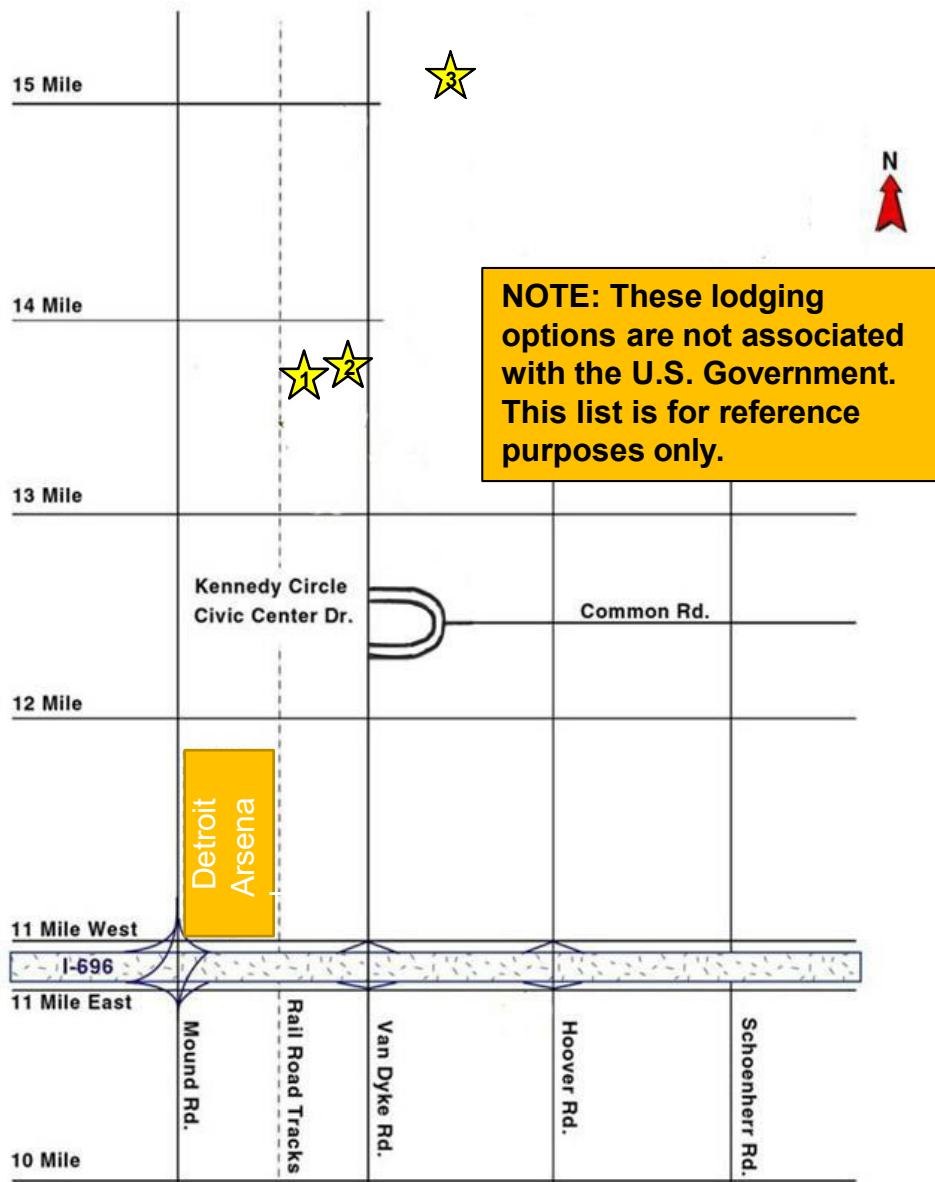 15 Mile
3
N
14 Mile
NOTE: These lodging
options are not associated
with the U.S. Government.
This list is for reference
purposes only.
1
2
13 Mile
Kennedy Circle
Civic Center Dr.
Common Rd.
12 Mile
Detroit
Arsena
l
11 Mile West
I-696
11 Mile East
Mound Rd.
Rail Road Tracks
Van Dyke Rd.
Hoover Rd.
Schoenherr Rd.
10 Mile